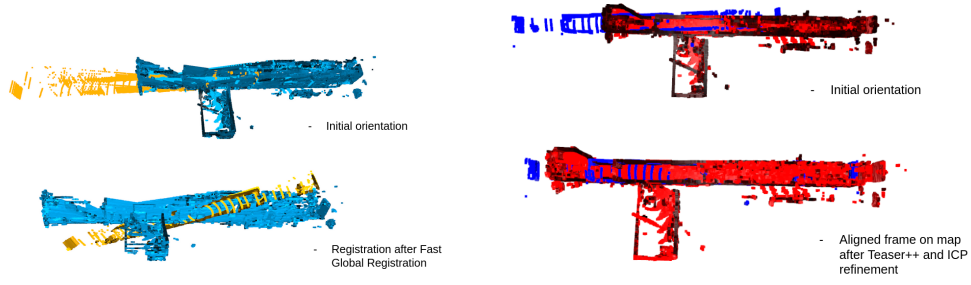 - Initial orientation
- Registration after Fast
Global Registration
- Initial orientation
- Aligned frame on map
after Teaser++ and ICP
refinement